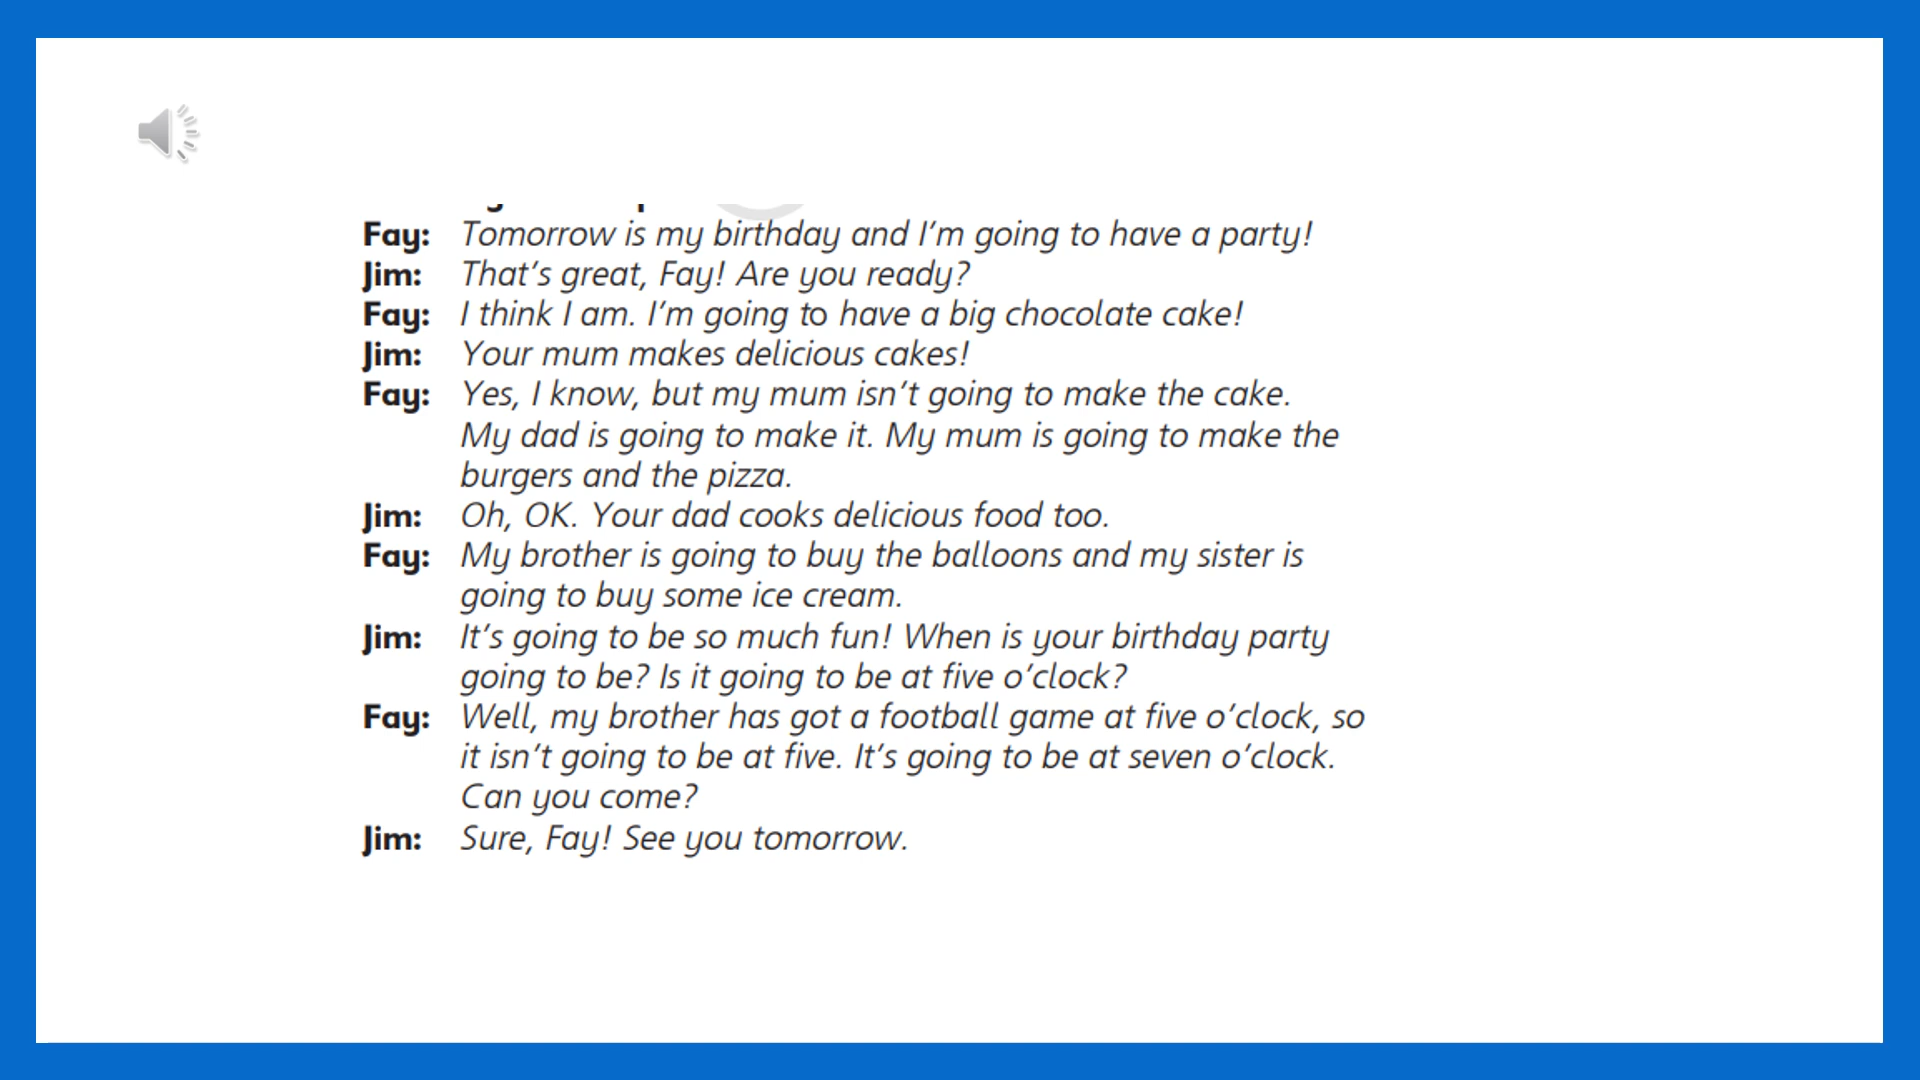 Fay: Tomorrow is my birthday and I'm going to have a party!
Jim: That's great, Fay! Are you ready?
Fay: I think I am. I'm going to have a big chocolate cake!
Jim: Your mum makes delicious cakes!
Fay: Yes, I know, but my mum isn't going to make the cake.
My dad is going to make it. My mum is going to make the
burgers and the pizza.
Jim: Oh, OK. Your dad cooks delicious food too.
Fay: My brother is going to buy the balloons and my sister is
going to buy some ice cream.
Jim: It's going to be so much fun! When is your birthday party
going to be? Is it going to be at five o'clock?
Fay: Well, my brother has got a football game at five o'clock, so
it isn't going to be at five. It's going to be at seven o'clock.
Can you come?
Jim: Sure, Fay! See you tomorrow.